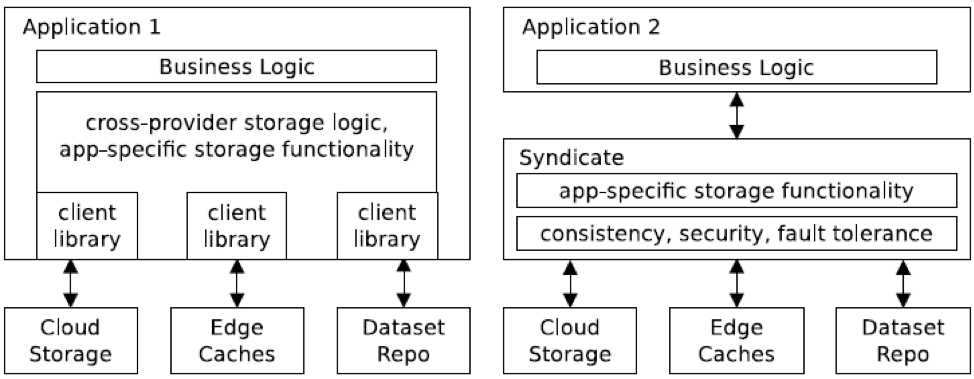 Application 1
Business Logic
cross-provider storage logic,
app-specific storage functionality
client
library
client
library
client
library
Cloud
Storage
Edge
Caches
Dataset
Repo
Application 2
Business Logic
Syndicate
app-specific storage functionality
consistency, security, fault tolerance
Cloud
Storage
Edge
Caches
Dataset
Repo